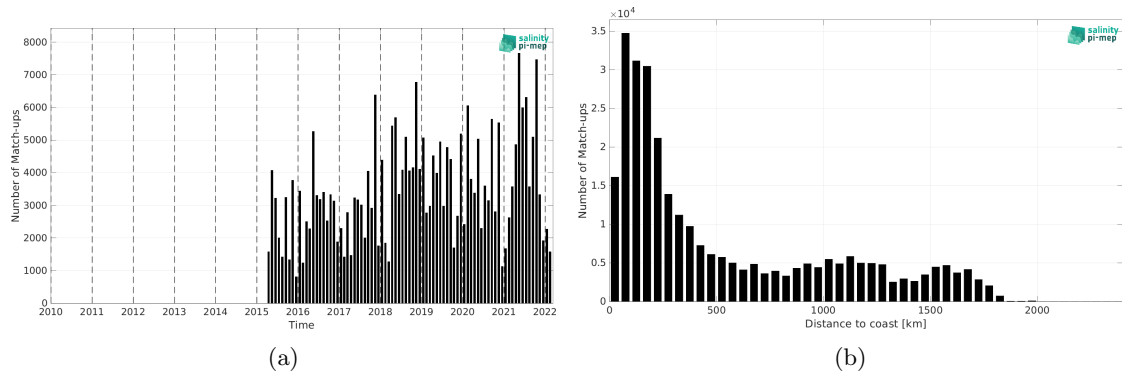 salinity
pi-mep
Number of Match-ups
8000
7000
6000
5000
4000
3000
2000
1000
0
2010 2011 2012 2013 2014 2015 2016 2017 2018 2019 2020 2021 2022
Time
(a)
×10⁴
salinity
pi-mep
Number of Match-ups
3.5
3
2.5
2
1.5
1
0.5
0
0 500 1000 1500 2000
Distance to coast [km]
(b)